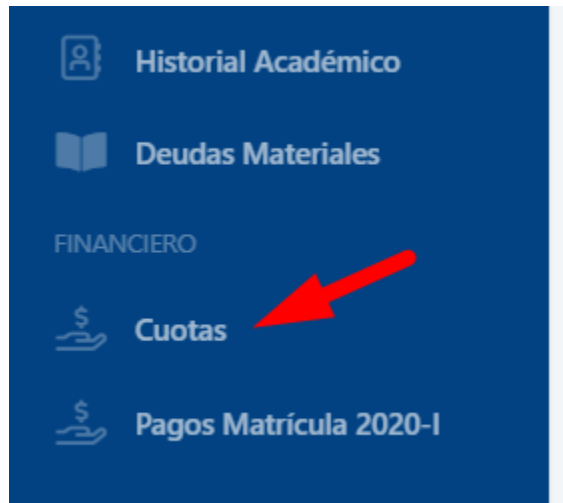 Historial Académico
Deudas Materiales
FINANCIERO
$
Cuotas
$
Pagos Matrícula 2020-I